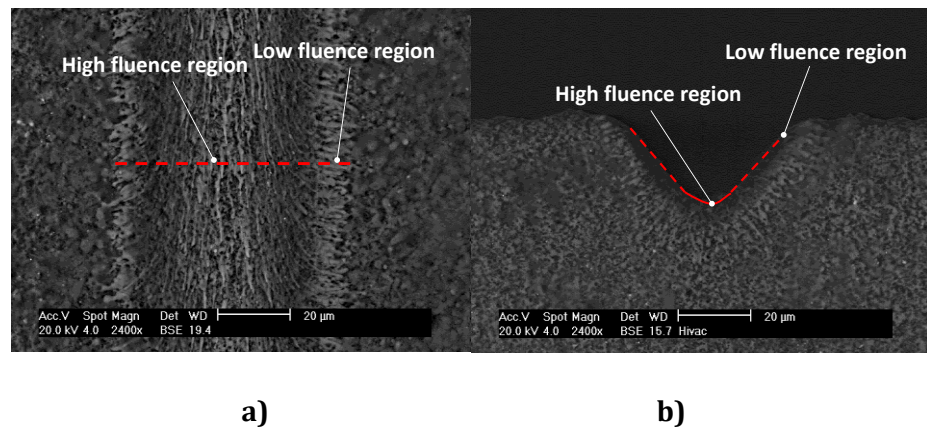 High fluence region
Low fluence region
Acc.V Spot Magn Det WD
20.0 kV 4.0 2400x BSE 19.4
20 µm
Low fluence region
High fluence region
Acc.V Spot Magn Det WD
20.0 kV 4.0 2400x BSE 15.7 Hivac
20 µm
a)
b)